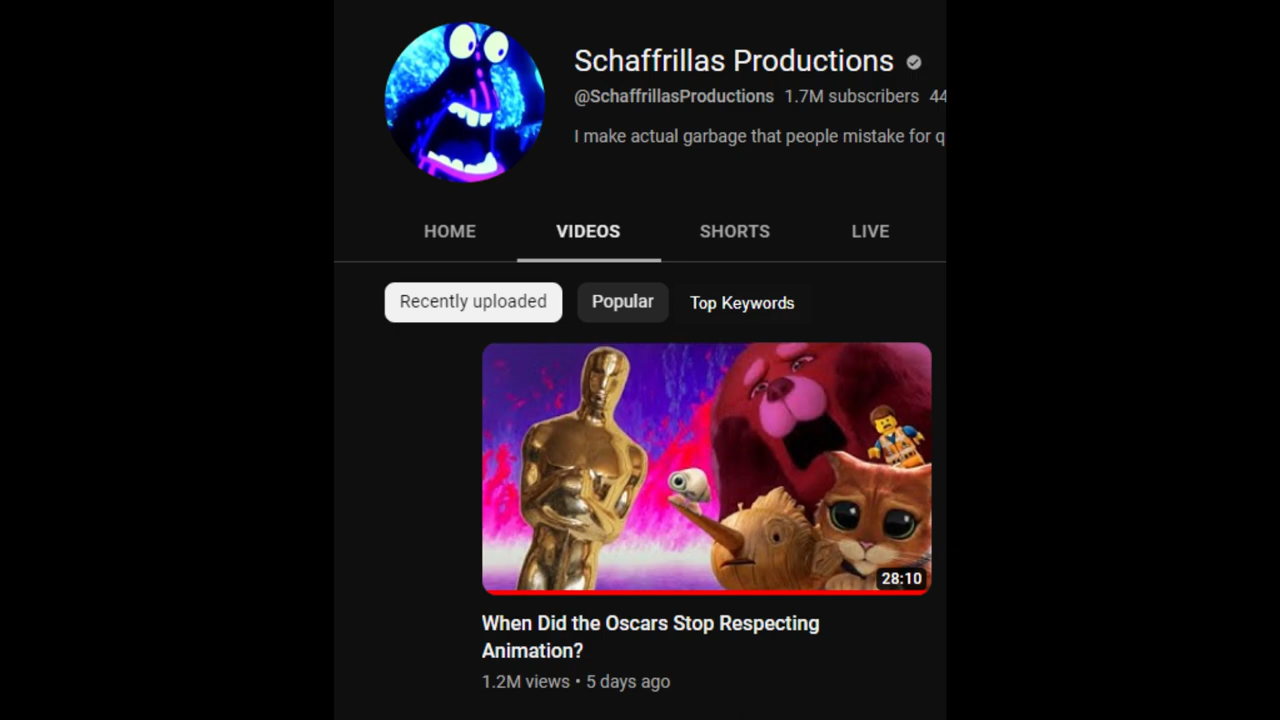 Schaffrillas Productions
@SchaffrillasProductions 1.7M subscribers 44
I make actual garbage that people mistake for q
HOME VIDEOS SHORTS LIVE
Recently uploaded Popular Top Keywords
28:10
When Did the Oscars Stop Respecting
Animation?
1.2M views • 5 days ago